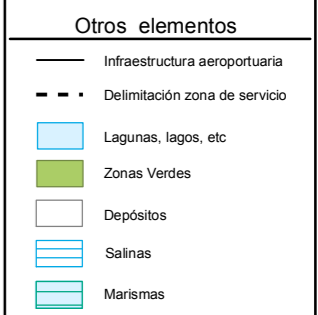 Otros elementos
Infraestructura aeroportuaria
Delimitación zona de servicio
Lagunas, lagos, etc
Zonas Verdes
Depósitos
Salinas
Marismas